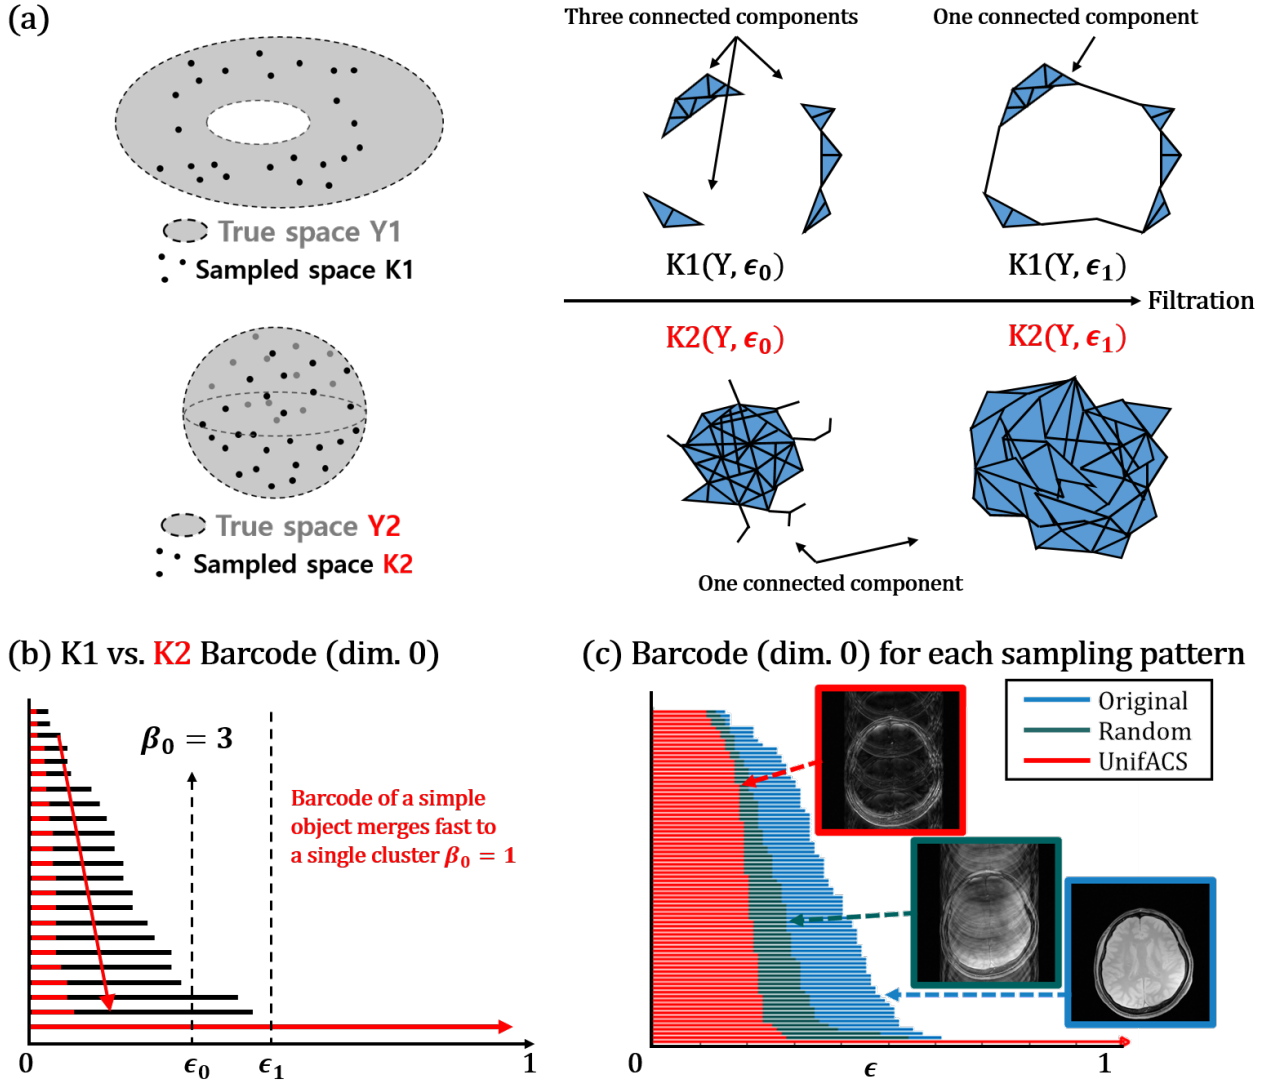 (a)
Three connected components
One connected component
True space Y1
Sampled space K1
K1(Y, ϵ₀)
K1(Y, ϵ₁)
Filtration
K2(Y, ϵ₀)
K2(Y, ϵ₁)
True space Y2
Sampled space K2
One connected component
(b) K1 vs. K2 Barcode (dim. 0)
β₀ = 3
Barcode of a simple
object merges fast to
a single cluster β₀ = 1
0
ϵ₀
ϵ₁
1
(c) Barcode (dim. 0) for each sampling pattern
Original
Random
UnifACS
0
ϵ
1